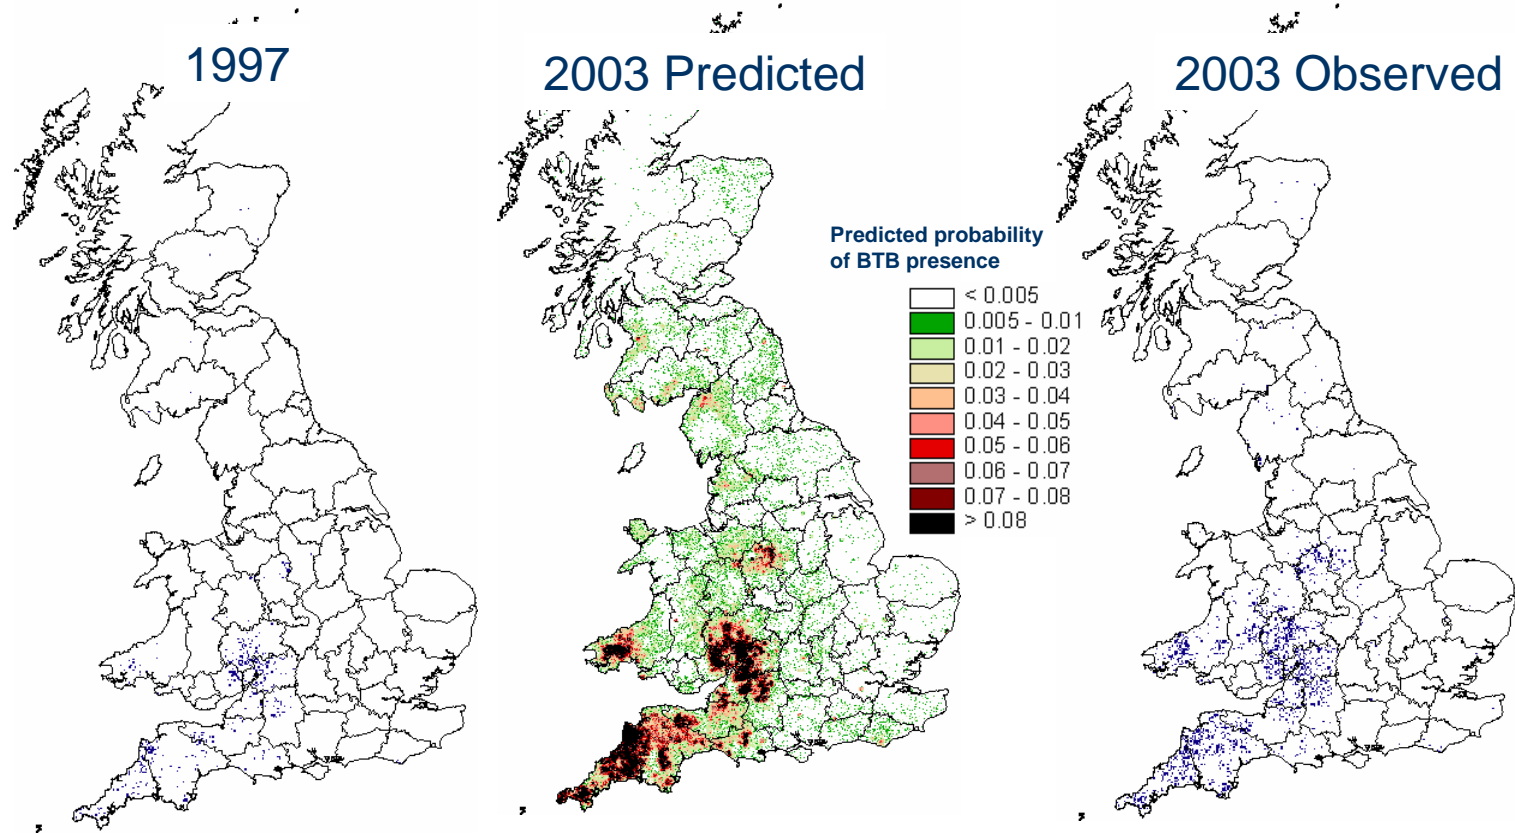 1997
2003 Predicted
2003 Observed
Predicted probability
of BTB presence
< 0.005
0.005 - 0.01
0.01 - 0.02
0.02 - 0.03
0.03 - 0.04
0.04 - 0.05
0.05 - 0.06
0.06 - 0.07
0.07 - 0.08
> 0.08